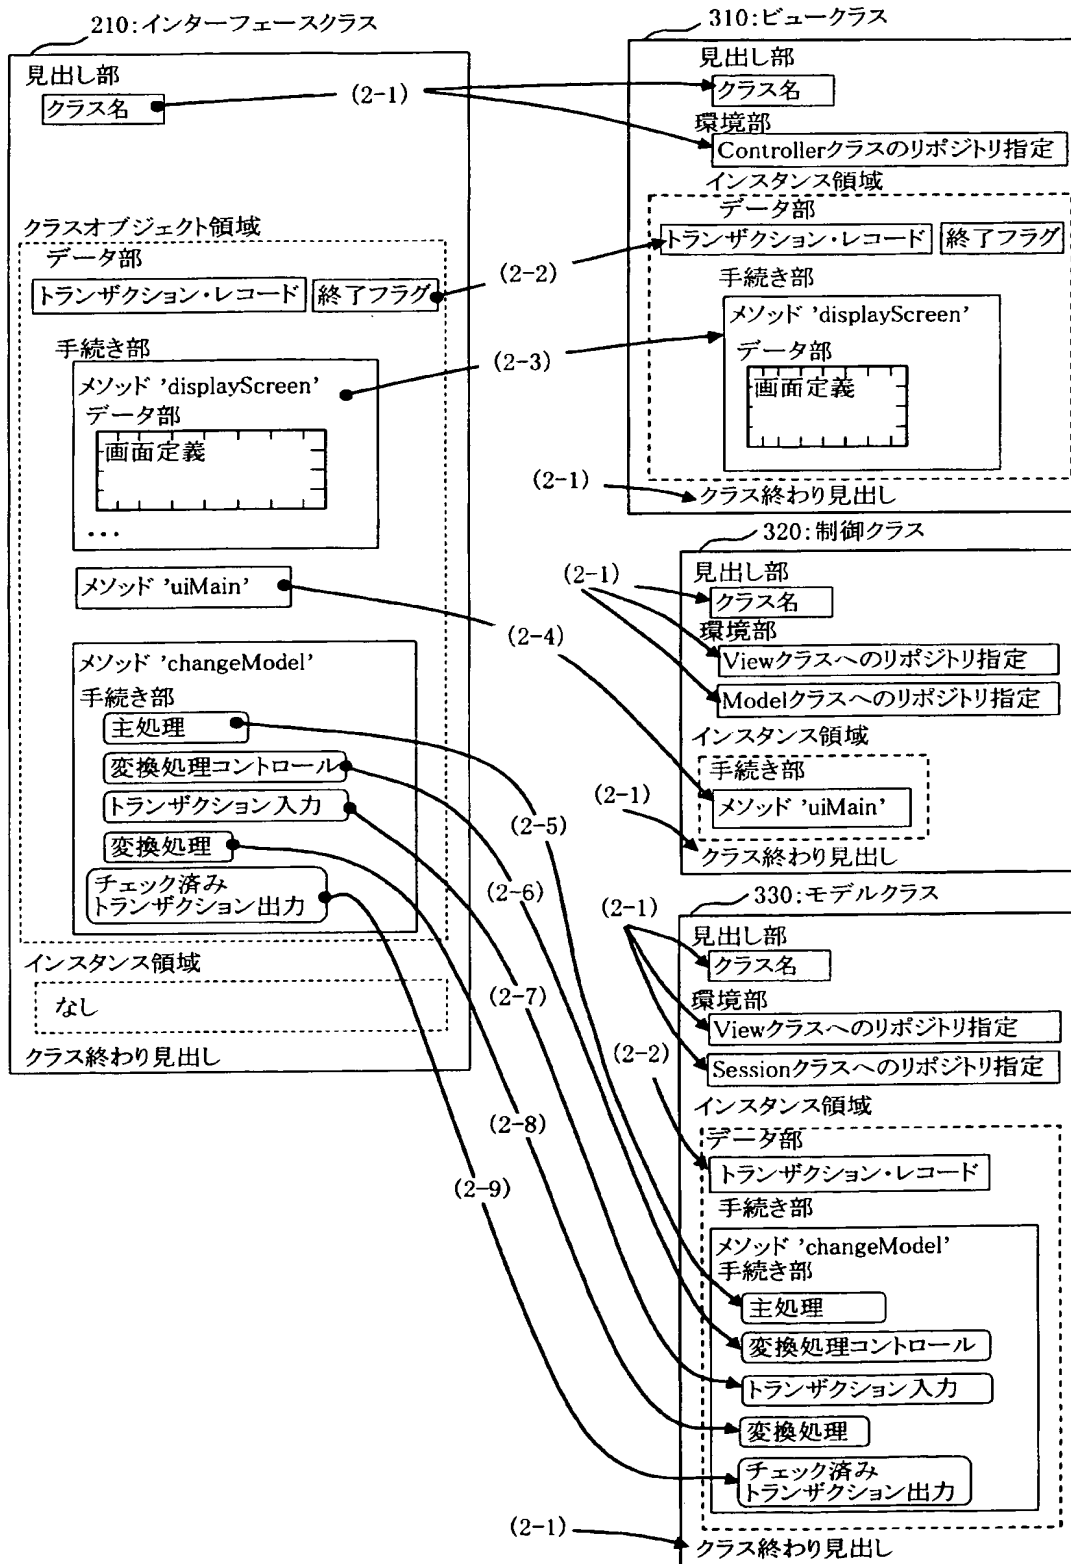 210:インターフェースクラス
見出し部
クラス名
(2-1)
クラスオブジェクト領域
データ部
トランザクション・レコード
終了フラグ
(2-2)
手続き部
メソッド 'displayScreen'
(2-3)
データ部
画面定義
...
メソッド 'uiMain'
(2-4)
メソッド 'changeModel'
手続き部
主処理
変換処理コントロール
トランザクション入力
変換処理
チェック済み
トランザクション出力
インスタンス領域
なし
クラス終わり見出し
(2-5)
(2-6)
(2-7)
(2-8)
(2-9)
310:ビュークラス
見出し部
クラス名
環境部
Controllerクラスのリポジトリ指定
インスタンス領域
データ部
トランザクション・レコード
終了フラグ
手続き部
メソッド 'displayScreen'
データ部
画面定義
(2-1)
クラス終わり見出し
320:制御クラス
見出し部
(2-1)
クラス名
環境部
Viewクラスへのリポジトリ指定
Modelクラスへのリポジトリ指定
インスタンス領域
手続き部
メソッド 'uiMain'
(2-1)
クラス終わり見出し
330:モデルクラス
(2-1)
見出し部
クラス名
環境部
Viewクラスへのリポジトリ指定
Sessionクラスへのリポジトリ指定
(2-2)
インスタンス領域
データ部
トランザクション・レコード
手続き部
メソッド 'changeModel'
手続き部
主処理
変換処理コントロール
トランザクション入力
変換処理
チェック済み
トランザクション出力
(2-1)
クラス終わり見出し